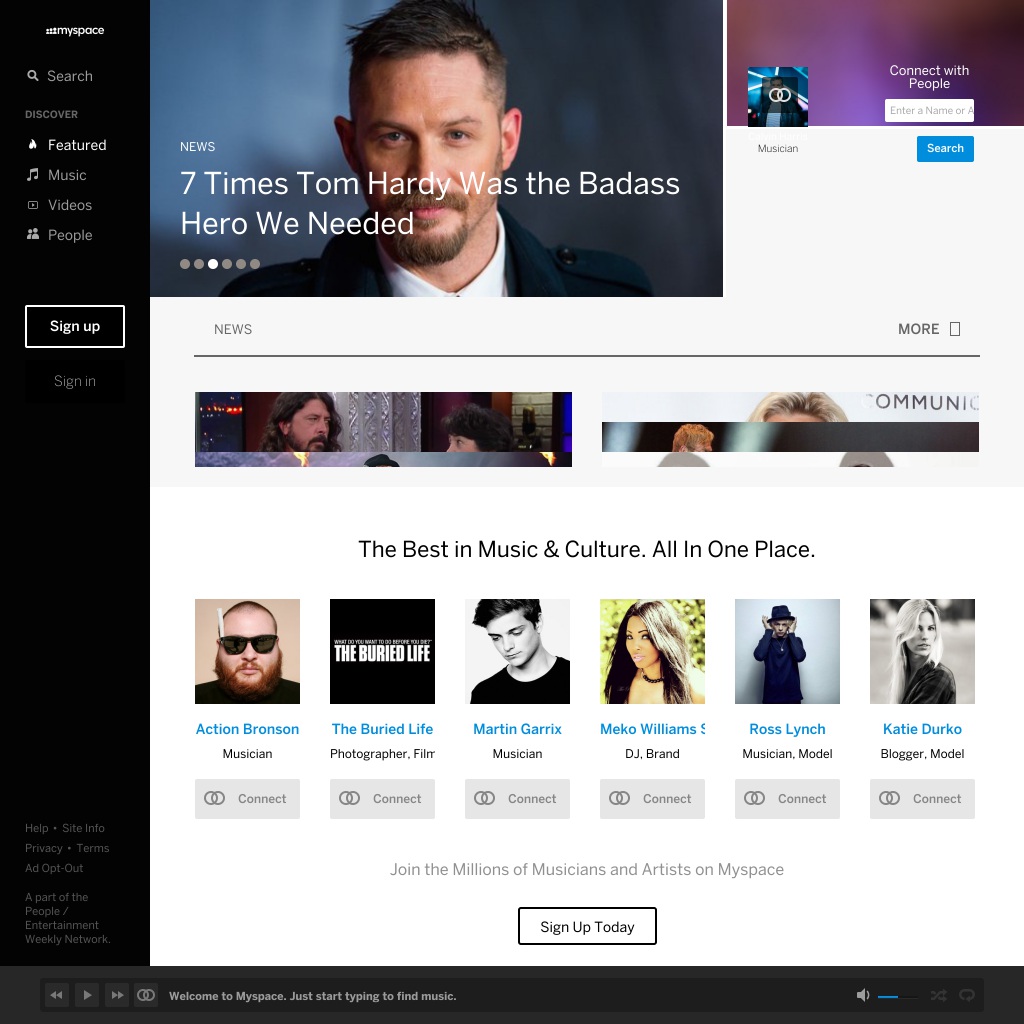 myspace
Search
DISCOVER
Featured
Music
Videos
People
Sign up
Sign in
Help • Site Info
Privacy • Terms
Ad Opt-Out
A part of the
People /
Entertainment
Weekly Network.
NEWS
7 Times Tom Hardy Was the Badass
Hero We Needed
Connect with
People
Enter a Name or A
Musician
Search
NEWS
MORE
COMMUNIC
The Best in Music & Culture. All In One Place.
WHAT DO YOU WANT TO DO BEFORE YOU DIE?
THE BURIED LIFE
Action Bronson
The Buried Life
Martin Garrix
Meko Williams S
Ross Lynch
Katie Durko
Musician
Photographer, Film
Musician
DJ, Brand
Musician, Model
Blogger, Model
Connect
Connect
Connect
Connect
Connect
Connect
Join the Millions of Musicians and Artists on Myspace
Sign Up Today
Welcome to Myspace. Just start typing to find music.